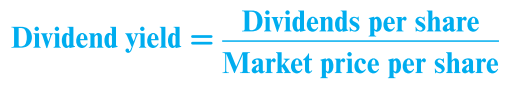 Dividend yield = Dividends per share
Market price per share